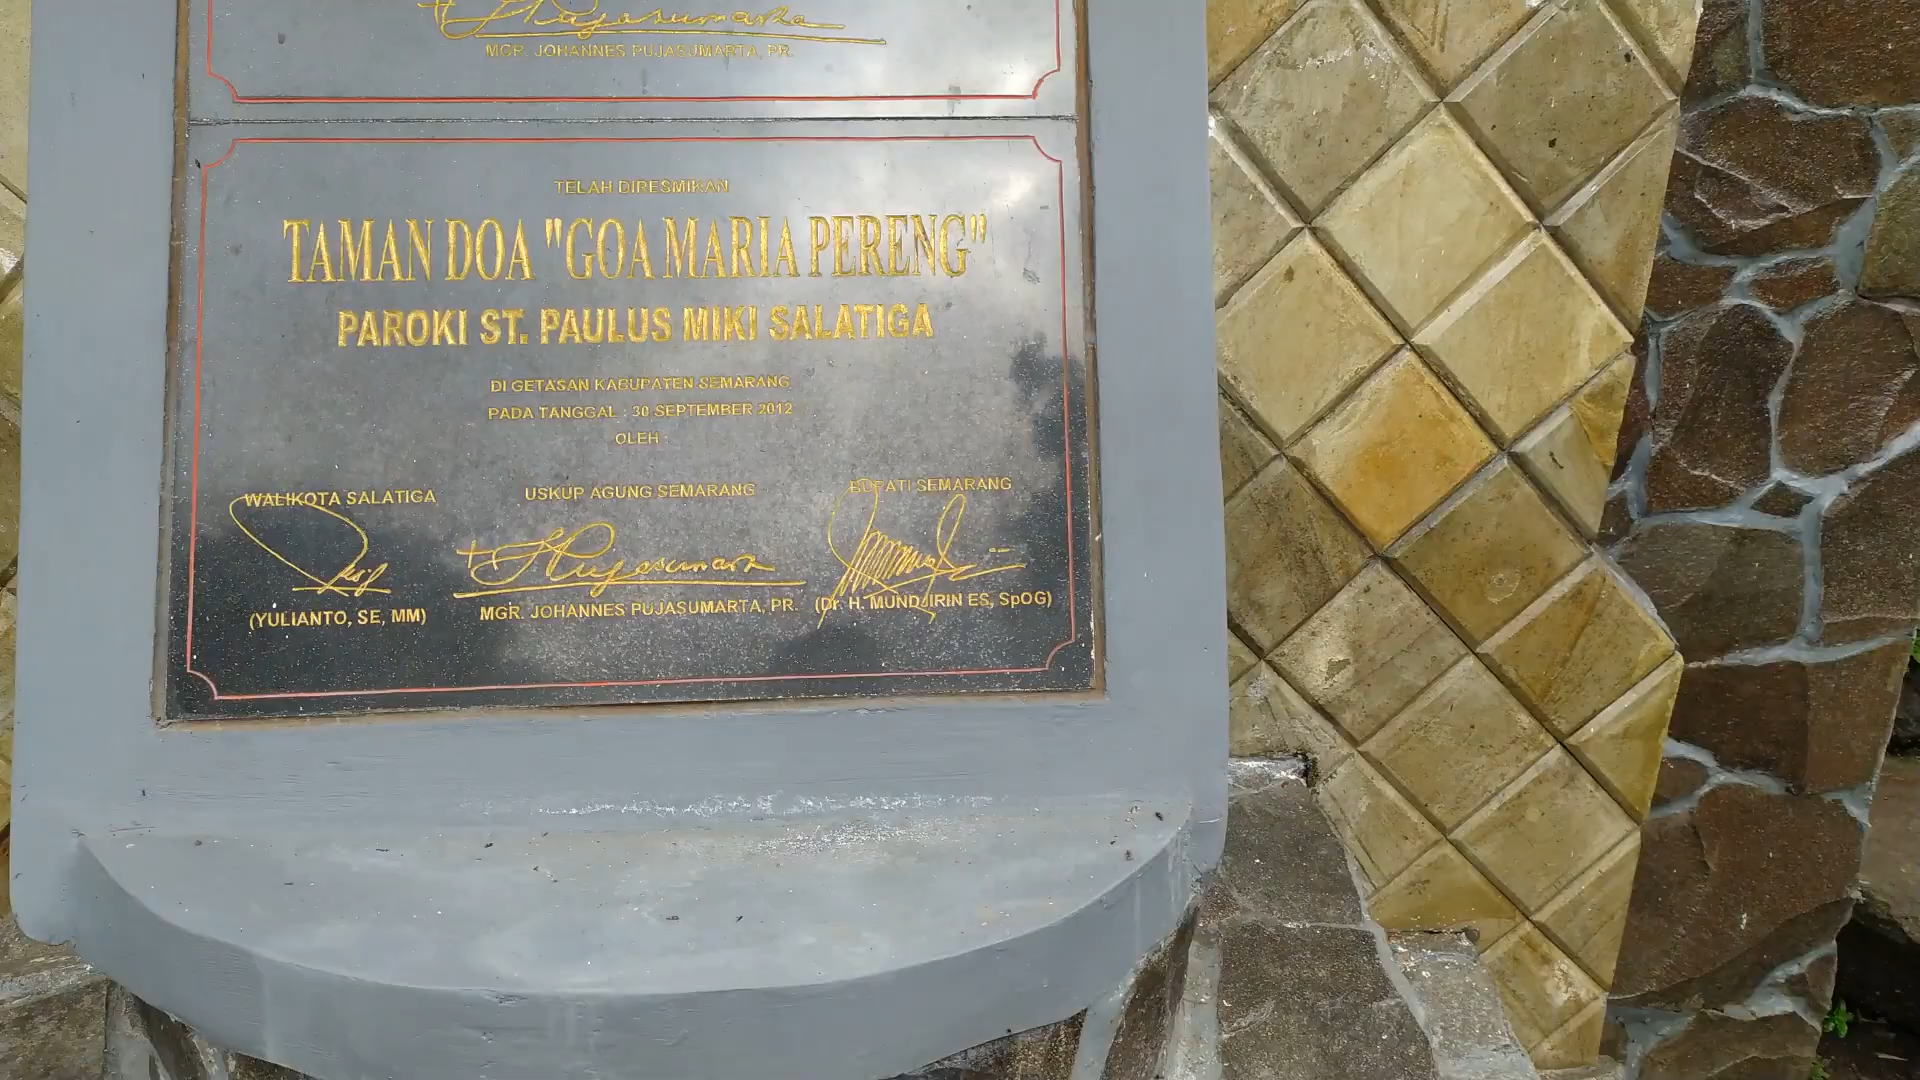 Pujasumarta
MGR. JOHANNES PUJASUMARTA, PR.
TELAH DIRESMIKAN
TAMAN DOA "GOA MARIA PERENG"
PAROKI ST. PAULUS MIKI SALATIGA
DI GETASAN KABUPATEN SEMARANG
PADA TANGGAL : 30 SEPTEMBER 2012
OLEH :
WALIKOTA SALATIGA
(YULIANTO, SE, MM)
USKUP AGUNG SEMARANG
Pujasumarta
MGR. JOHANNES PUJASUMARTA, PR.
BUPATI SEMARANG
(Dr. H. MUNDJIRIN ES, SpOG)